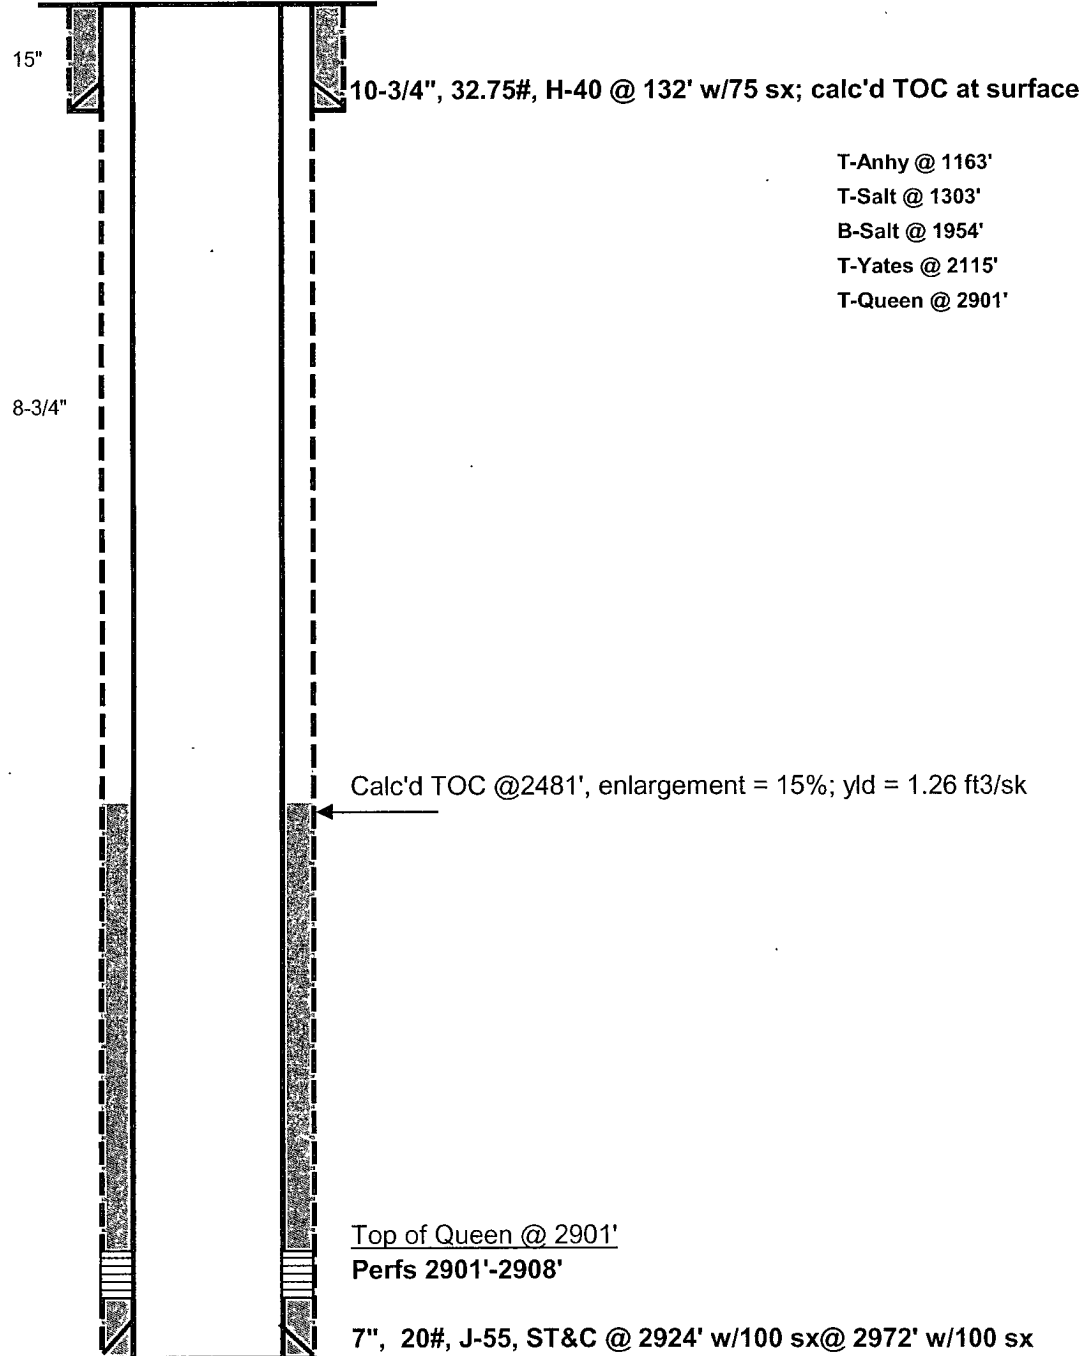 15"
10-3/4", 32.75#, H-40 @ 132' w/75 sx; calc'd TOC at surface
T-Anhy @ 1163'
T-Salt @ 1303'
B-Salt @ 1954'
T-Yates @ 2115'
T-Queen @ 2901'
8-3/4"
Calc'd TOC @2481', enlargement = 15%; yld = 1.26 ft3/sk
Top of Queen @ 2901'
Perfs 2901'-2908'
7", 20#, J-55, ST&C @ 2924' w/100 sx@ 2972' w/100 sx